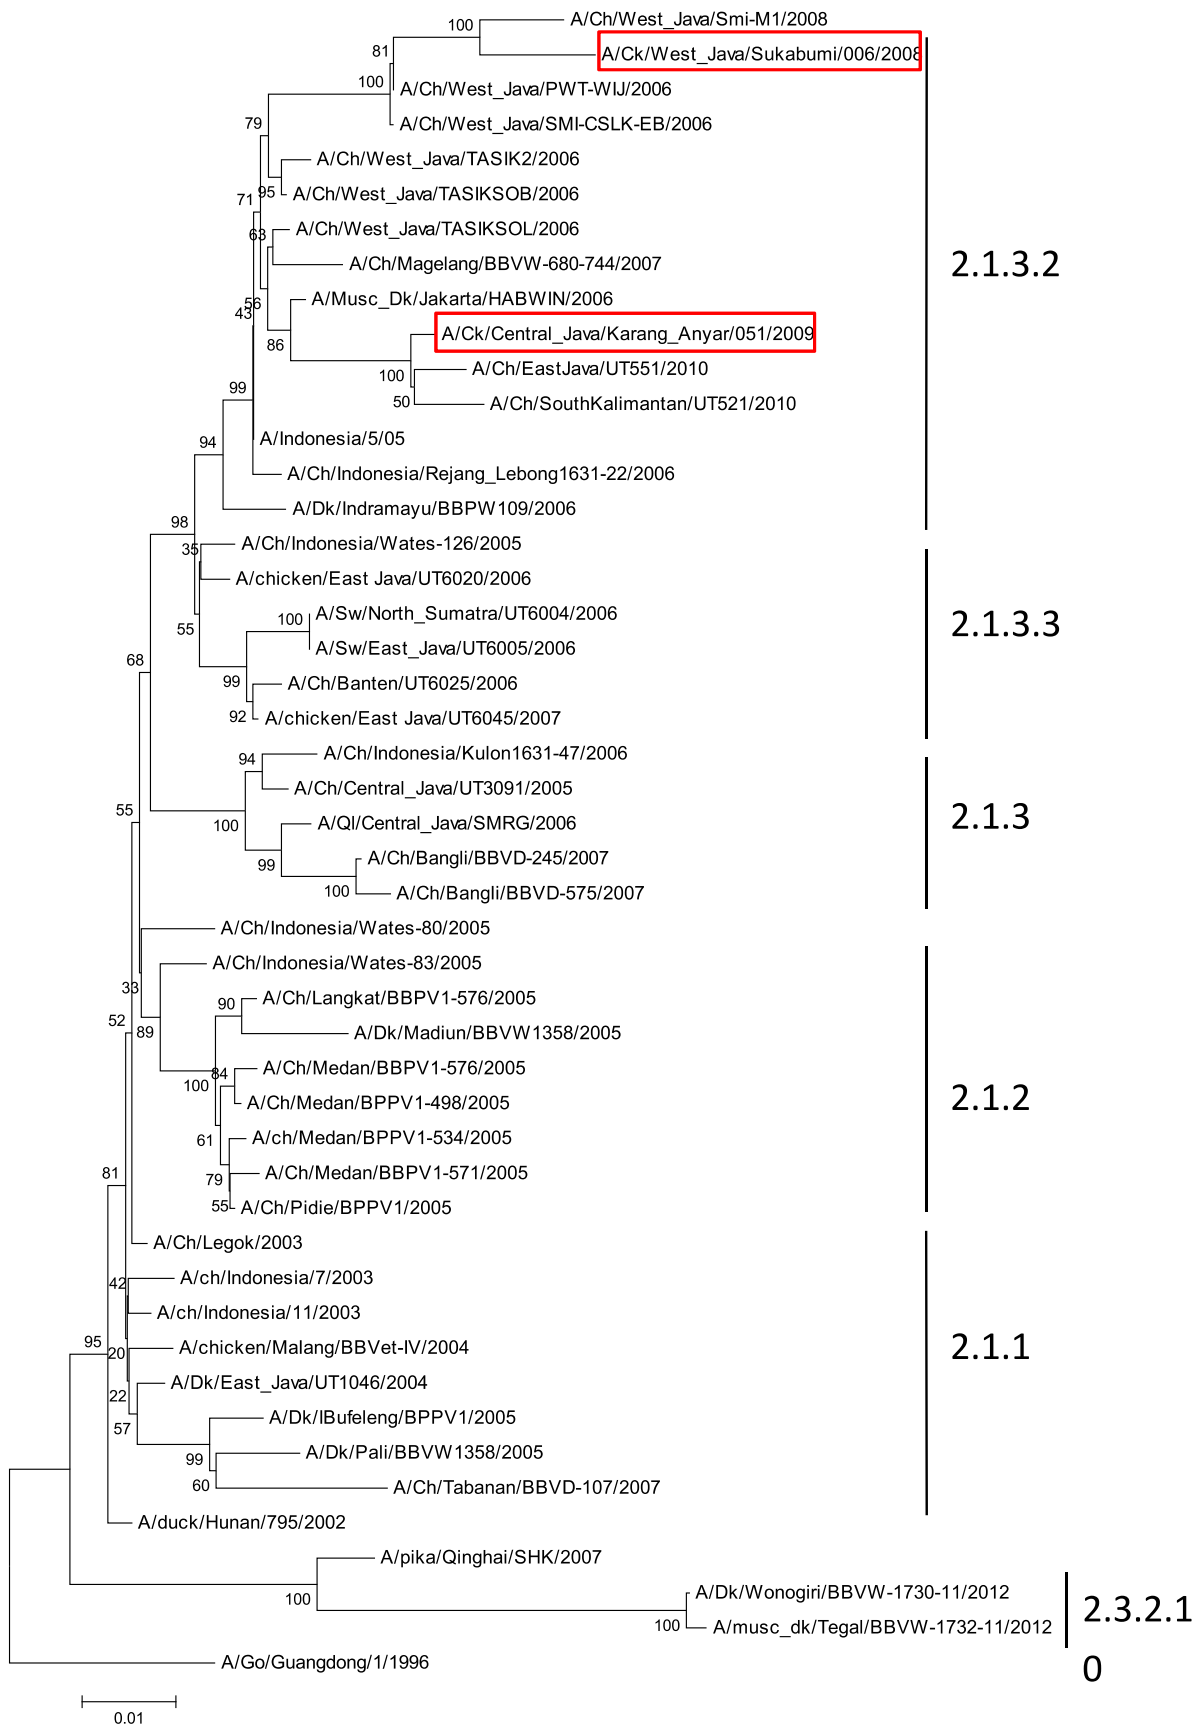 100
A/Ch/West_Java/Smi-M1/2008
81
A/Ck/West_Java/Sukabumi/006/2008
100
A/Ch/West_Java/PWT-WIJ/2006
A/Ch/West_Java/SMI-CSLK-EB/2006
79
A/Ch/West_Java/TASIK2/2006
95
A/Ch/West_Java/TASIKSOB/2006
71
A/Ch/West_Java/TASIKSOL/2006
63
A/Ch/Magelang/BBVW-680-744/2007
2.1.3.2
56
A/Musc_Dk/Jakarta/HABWIN/2006
43
A/Ck/Central_Java/Karang_Anyar/051/2009
86
A/Ch/EastJava/UT551/2010
100
99
50
A/Ch/SouthKalimantan/UT521/2010
94
A/Indonesia/5/05
A/Ch/Indonesia/Rejang_Lebong1631-22/2006
A/Dk/Indramayu/BBPW109/2006
98
35
A/Ch/Indonesia/Wates-126/2005
A/chicken/East Java/UT6020/2006
100
A/Sw/North_Sumatra/UT6004/2006
2.1.3.3
55
A/Sw/East_Java/UT6005/2006
68
99
A/Ch/Banten/UT6025/2006
92
A/chicken/East Java/UT6045/2007
94
A/Ch/Indonesia/Kulon1631-47/2006
A/Ch/Central_Java/UT3091/2005
55
100
A/Ql/Central_Java/SMRG/2006
2.1.3
99
A/Ch/Bangli/BBVD-245/2007
100
A/Ch/Bangli/BBVD-575/2007
A/Ch/Indonesia/Wates-80/2005
A/Ch/Indonesia/Wates-83/2005
33
90
A/Ch/Langkat/BBPV1-576/2005
52
89
A/Dk/Madiun/BBVW1358/2005
84
A/Ch/Medan/BBPV1-576/2005
100
A/Ch/Medan/BPPV1-498/2005
2.1.2
61
A/ch/Medan/BPPV1-534/2005
81
79
A/Ch/Medan/BBPV1-571/2005
55
A/Ch/Pidie/BPPV1/2005
A/Ch/Legok/2003
42
A/ch/Indonesia/7/2003
A/ch/Indonesia/11/2003
95
20
A/chicken/Malang/BBVet-IV/2004
2.1.1
22
A/Dk/East_Java/UT1046/2004
57
A/Dk/IBufeleng/BPPV1/2005
99
A/Dk/Pali/BBVW1358/2005
60
A/Ch/Tabanan/BBVD-107/2007
A/duck/Hunan/795/2002
A/pika/Qinghai/SHK/2007
100
A/Dk/Wonogiri/BBVW-1730-11/2012
2.3.2.1
100
A/musc_dk/Tegal/BBVW-1732-11/2012
A/Go/Guangdong/1/1996
0
0.01